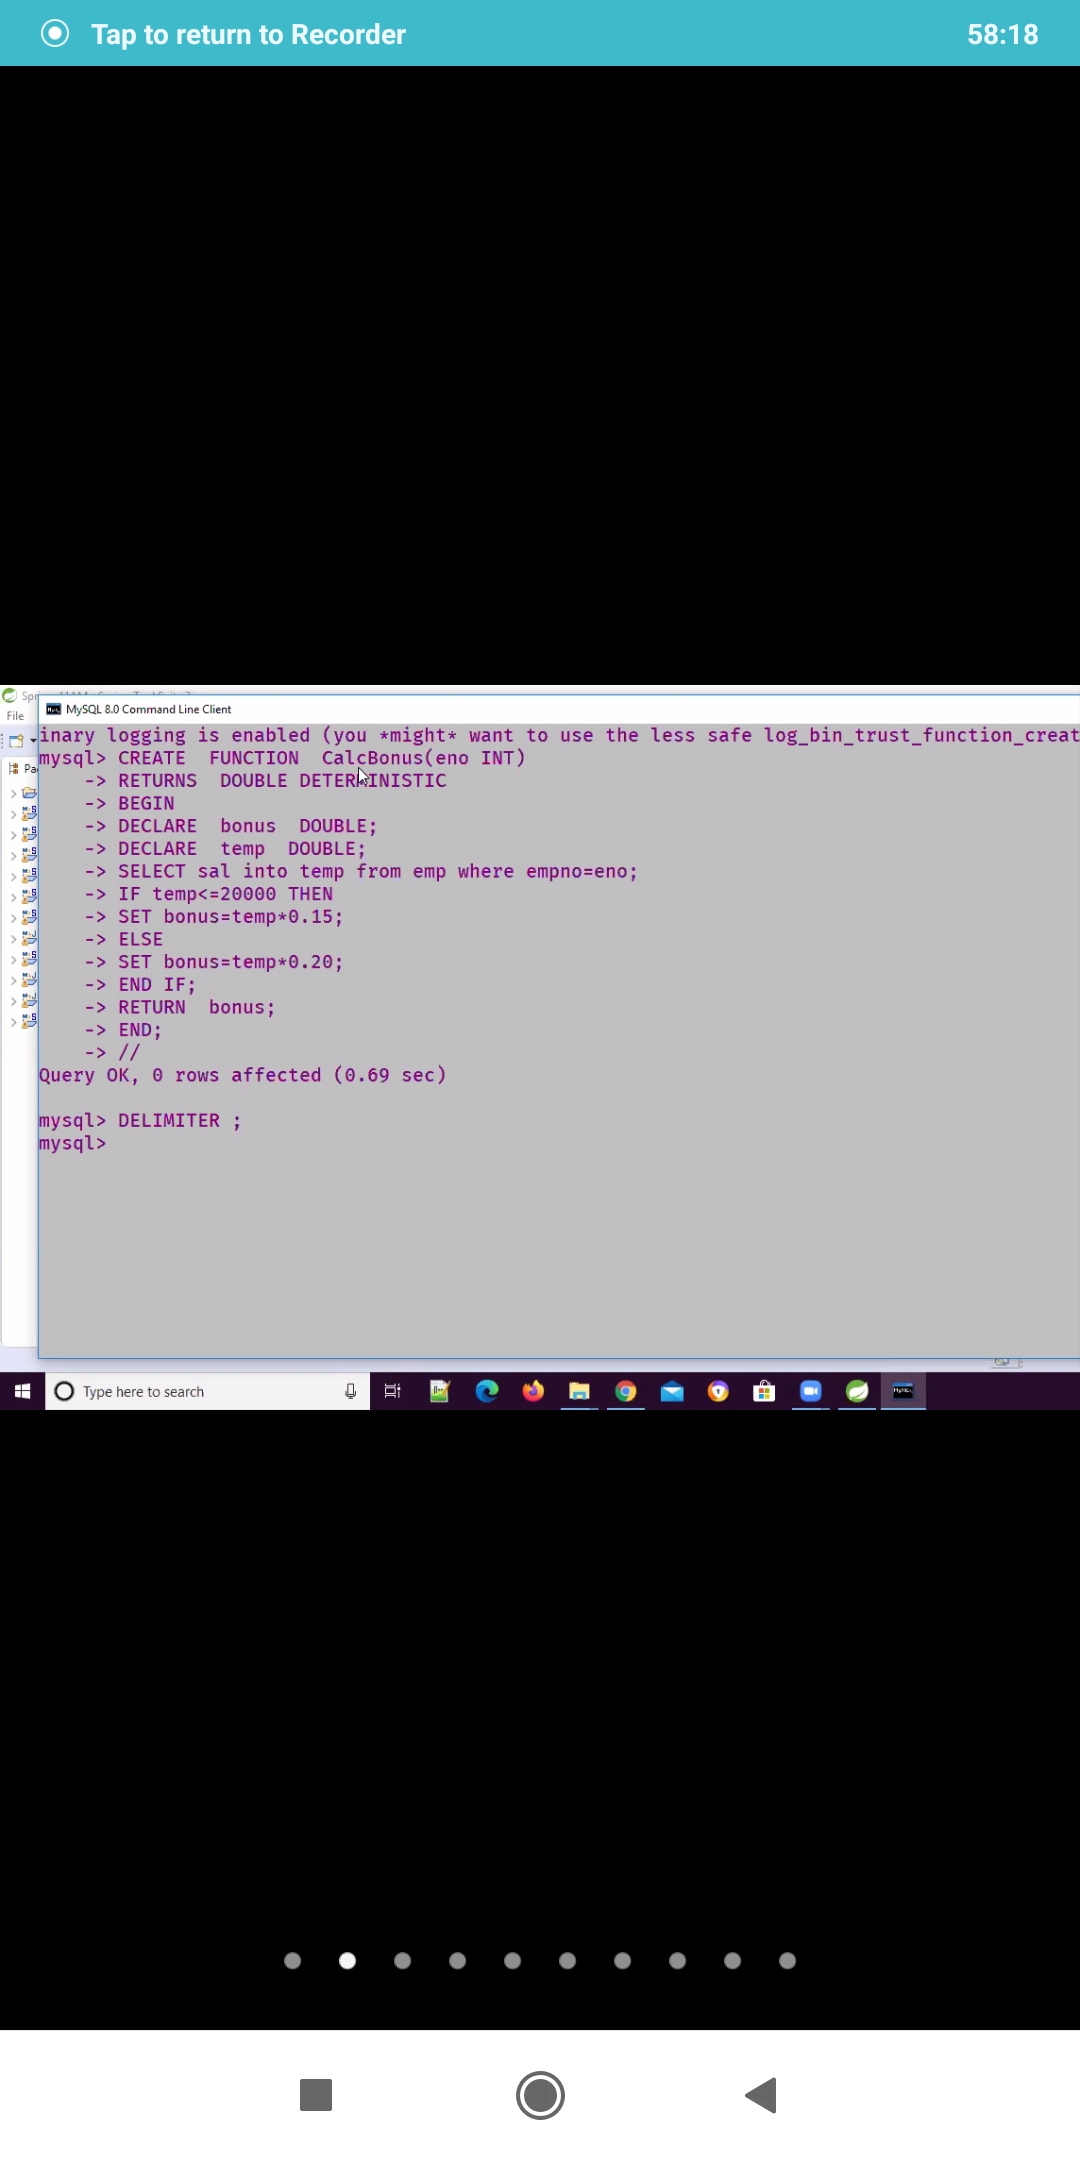 Tap to return to Recorder 58:18
File
MySQL 8.0 Command Line Client
inary logging is enabled (you *might* want to use the less safe log_bin_trust_function_creat
mysql> CREATE  FUNCTION  CalcBonus(eno INT)
-> RETURNS  DOUBLE DETERMINISTIC
-> BEGIN
-> DECLARE  bonus  DOUBLE;
-> DECLARE  temp  DOUBLE;
-> SELECT sal into temp from emp where empno=eno;
-> IF temp<=20000 THEN
-> SET bonus=temp*0.15;
-> ELSE
-> SET bonus=temp*0.20;
-> END IF;
-> RETURN  bonus;
-> END;
-> //
Query OK, 0 rows affected (0.69 sec)
mysql> DELIMITER ;
mysql>
Type here to search